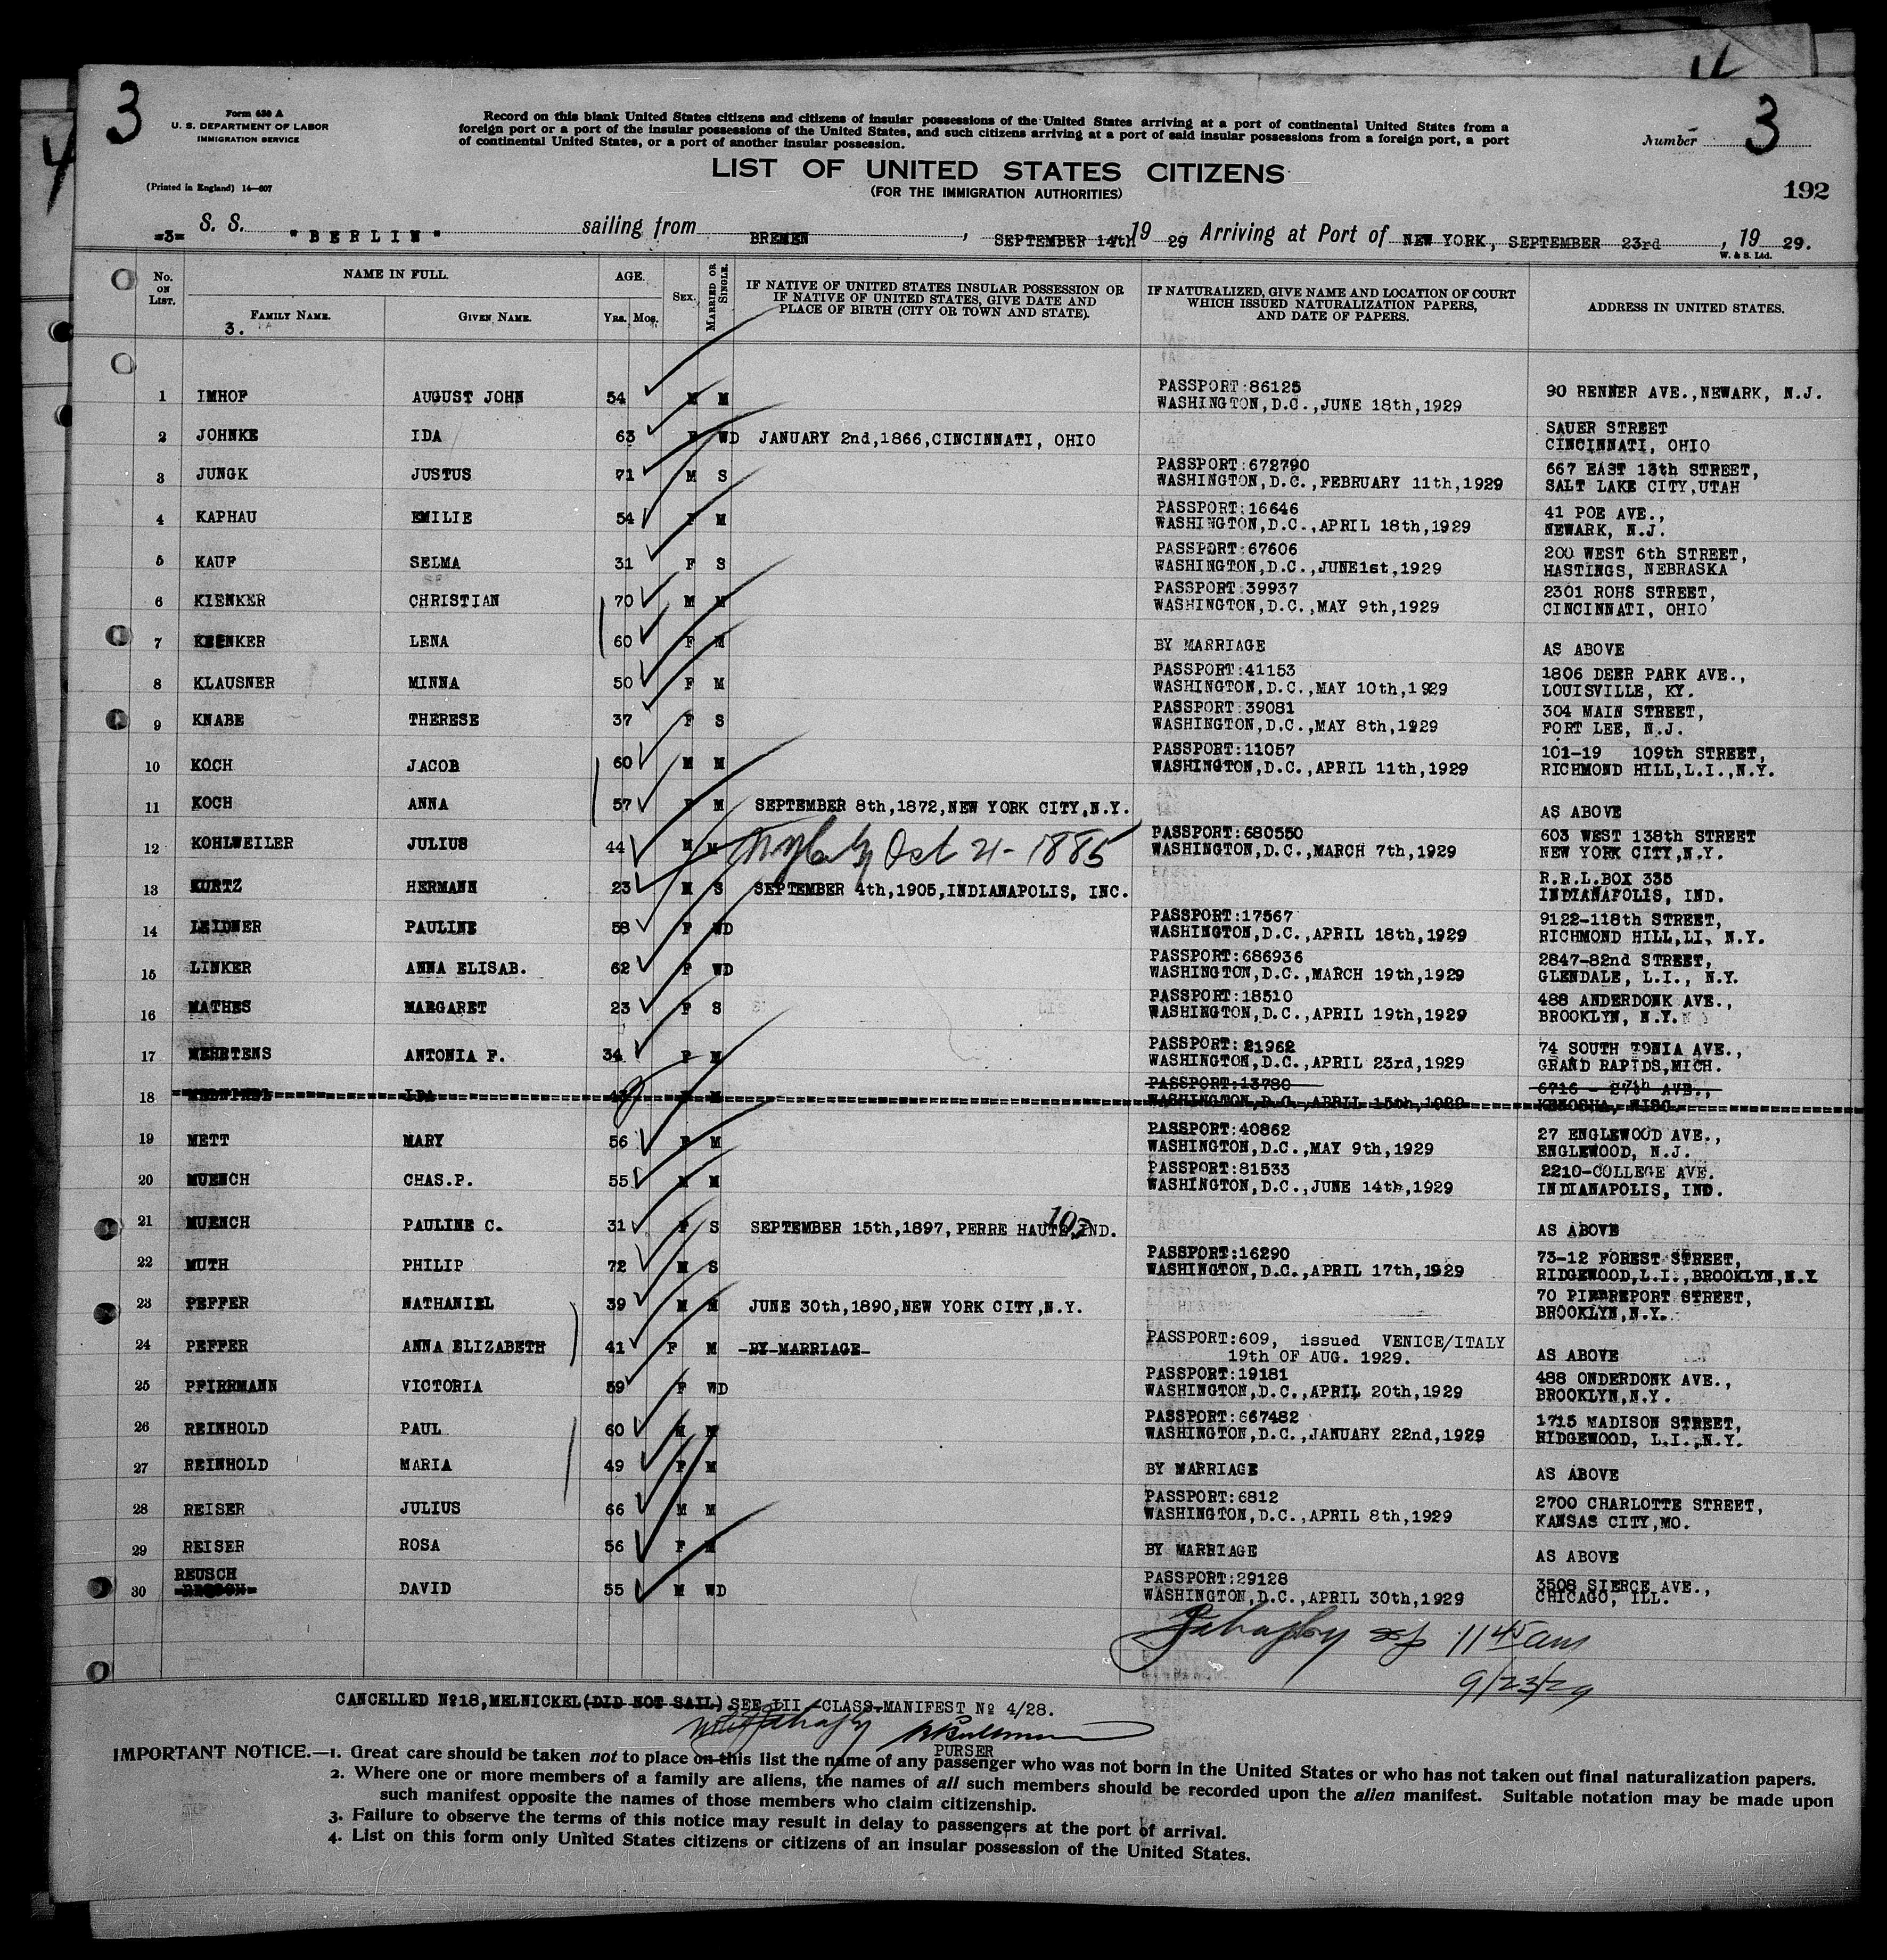 3
Form 630 A
U. S. DEPARTMENT OF LABOR
IMMIGRATION SERVICE
(Printed in England) 14—607
Record on this blank United States citizens and citizens of insular possessions of the United States arriving at a port of continental United States from a
foreign port or a port of the insular possessions of the United States, and such citizens arriving at a port of said insular possessions from a foreign port, a port
of continental United States, or a port of another insular possession.
Number 3
LIST OF UNITED STATES CITIZENS
(FOR THE IMMIGRATION AUTHORITIES)
192
=3= S. S. "BERLIN" sailing from BREMEN, SEPTEMBER 14th 19 29 Arriving at Port of NEW YORK, SEPTEMBER 23rd, 19 29.
W. & S. Ltd.
No. ON LIST. NAME IN FULL. AGE. SEX. MARRIED OR SINGLE. IF NATIVE OF UNITED STATES INSULAR POSSESSION OR IF NATIVE OF UNITED STATES, GIVE DATE AND PLACE OF BIRTH (CITY OR TOWN AND STATE). IF NATURALIZED, GIVE NAME AND LOCATION OF COURT WHICH ISSUED NATURALIZATION PAPERS, AND DATE OF PAPERS. ADDRESS IN UNITED STATES.
FAMILY NAME. GIVEN NAME. Yrs. Mos.
3.
1 IMHOF AUGUST JOHN 54 M M PASSPORT:86125 WASHINGTON,D.C.,JUNE 18th,1929 90 RENNER AVE.,NEWARK, N.J.
2 JOHNKE IDA 63 F WD JANUARY 2nd,1866,CINCINNATI, OHIO SAUER STREET CINCINNATI, OHIO
3 JUNGK JUSTUS 71 M S PASSPORT:672790 WASHINGTON,D.C.,FEBRUARY 11th,1929 667 EAST 13th STREET, SALT LAKE CITY,UTAH
4 KAPHAU EMILIE 54 F M PASSPORT:16646 WASHINGTON,D.C.,APRIL 18th,1929 41 POE AVE., NEWARK, N.J.
5 KAUF SELMA 31 F S PASSPORT:67606 WASHINGTON,D.C.,JUNE1st,1929 200 WEST 6th STREET, HASTINGS, NEBRASKA
6 KIENKER CHRISTIAN 70 M M PASSPORT:39937 WASHINGTON,D.C.,MAY 9th,1929 2301 ROHS STREET, CINCINNATI, OHIO
7 KIENKER LENA 60 F M BY MARRIAGE AS ABOVE
8 KLAUSNER MINNA 50 F M PASSPORT:41153 WASHINGTON,D.C.,MAY 10th,1929 1806 DEER PARK AVE., LOUISVILLE, KY.
9 KNABE THERESE 37 F S PASSPORT:39081 WASHINGTON,D.C.,MAY 8th,1929 304 MAIN STREET, FORT LEE, N.J.
10 KOCH JACOB 60 M M PASSPORT:11057 WASHINGTON,D.C.,APRIL 11th,1929 101-19 109th STREET, RICHMOND HILL,L.I.,N.Y.
11 KOCH ANNA 57 F M SEPTEMBER 8th,1872,NEW YORK CITY,N.Y. AS ABOVE
12 KOHLWEILER JULIUS 44 M M Oct 21-1885 PASSPORT:680550 WASHINGTON,D.C.,MARCH 7th,1929 603 WEST 138th STREET NEW YORK CITY,N.Y.
13 KURTZ HERMANN 23 M S SEPTEMBER 4th,1905,INDIANAPOLIS, INC. R.R.L.BOX 335 INDIANAPOLIS, IND.
14 LEIDNER PAULINE 58 F WD PASSPORT:17567 WASHINGTON,D.C.,APRIL 18th,1929 9122-118th STREET, RICHMOND HILL,LI, N.Y.
15 LINKER ANNA ELISAB. 62 F WD PASSPORT:686936 WASHINGTON,D.C.,MARCH 19th,1929 2847-82nd STREET, GLENDALE, L.I., N.Y.
16 MATHES MARGARET 23 F S PASSPORT:18510 WASHINGTON,D.C.,APRIL 19th,1929 488 ANDERDONK AVE., BROOKLYN, N.Y.
17 MEHRTENS ANTONIA F. 34 F M PASSPORT:21962 WASHINGTON,D.C.,APRIL 23rd,1929 74 SOUTH IONIA AVE., GRAND RAPIDS,MICH.
18 IDA M PASSPORT:13780 WASHINGTON,D.C.,APRIL 15th,1929 6716 - 27th AVE., KENOSHA, WISC.
19 METT MARY 56 F M PASSPORT:40862 WASHINGTON,D.C.,MAY 9th,1929 27 ENGLEWOOD AVE., ENGLEWOOD, N.J.
20 MUENCH CHAS.P. 55 M M PASSPORT:81533 WASHINGTON,D.C.,JUNE 14th,1929 2210-COLLEGE AVE. INDIANAPOLIS, IND.
21 MUENCH PAULINE C. 31 F S SEPTEMBER 15th,1897, PERRE HAUTE,IND. AS ABOVE
22 MUTH PHILIP 72 M S PASSPORT:16290 WASHINGTON,D.C.,APRIL 17th,1929 73-12 FOREST STREET, RIDGEWOOD,L.I.,BROOKLYN,N.Y
23 PEFFER NATHANIEL 39 M M JUNE 30th,1890,NEW YORK CITY,N.Y. 70 PIERREPORT STREET, BROOKLYN,N.Y.
24 PEFFER ANNA ELIZABETH 41 F M -BY MARRIAGE- PASSPORT:609, issued VENICE/ITALY 19th OF AUG. 1929. AS ABOVE
25 PFIRRMANN VICTORIA 59 F WD PASSPORT:19181 WASHINGTON,D.C.,APRIL 20th,1929 488 ONDERDONK AVE., BROOKLYN,N.Y.
26 REINHOLD PAUL 60 M M PASSPORT:667482 WASHINGTON,D.C.,JANUARY 22nd,1929 1715 MADISON STREET, RIDGEWOOD, L.I.,N.Y.
27 REINHOLD MARIA 49 F M BY MARRIAGE AS ABOVE
28 REISER JULIUS 66 M M PASSPORT:6812 WASHINGTON,D.C.,APRIL 8th,1929 2700 CHARLOTTE STREET, KANSAS CITY,MO.
29 REISER ROSA 56 F M BY MARRIAGE AS ABOVE
30 REUSCH DAVID 55 M WD PASSPORT:29128 WASHINGTON,D.C.,APRIL 30th,1929 3508 SIERCE AVE., CHICAGO, ILL.
11 45 am
9/23/29
CANCELLED Nº18,MELNICKEL(DID NOT SAIL).SEE III -CLASS-MANIFEST Nº 4/28.
PURSER
IMPORTANT NOTICE.—1. Great care should be taken not to place on this list the name of any passenger who was not born in the United States or who has not taken out final naturalization papers.
2. Where one or more members of a family are aliens, the names of all such members should be recorded upon the alien manifest. Suitable notation may be made upon
such manifest opposite the names of those members who claim citizenship.
3. Failure to observe the terms of this notice may result in delay to passengers at the port of arrival.
4. List on this form only United States citizens or citizens of an insular possession of the United States.